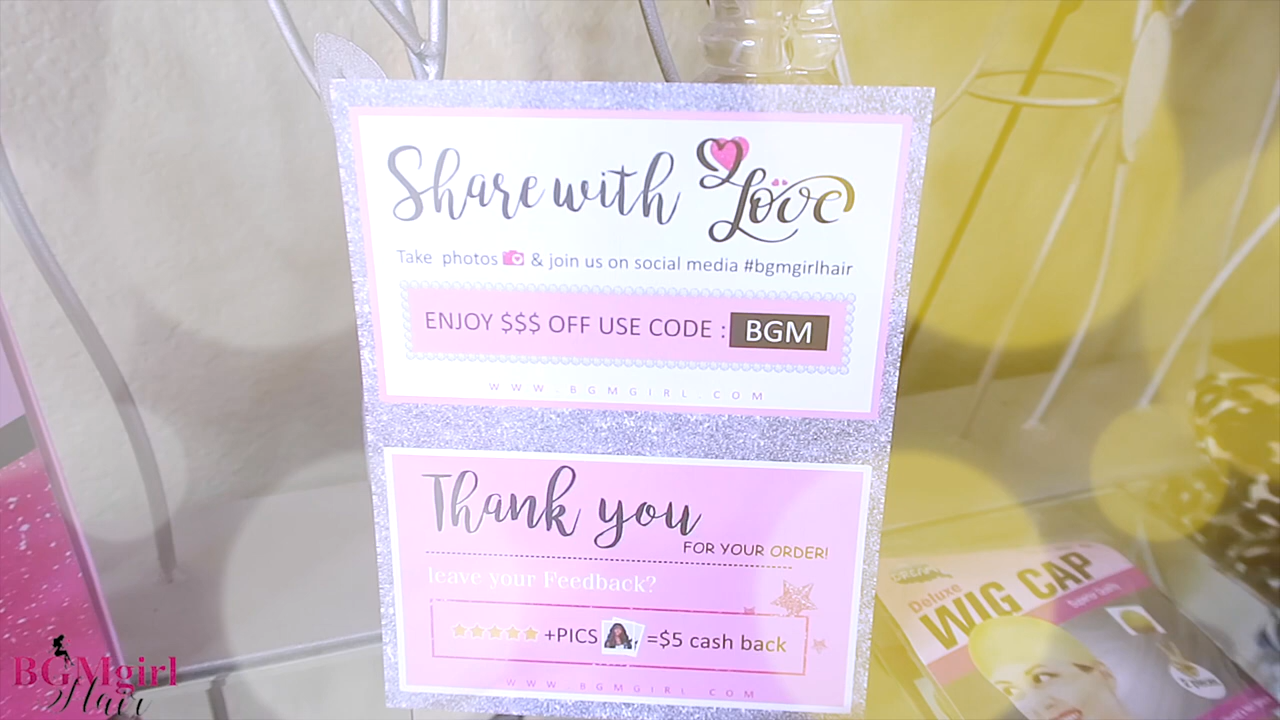 Share with Love
Take photos & join us on social media #bgmgirlhair
ENJOY $$$ OFF USE CODE : BGM
WWW.BGMGIRL.COM
Thank you
FOR YOUR ORDER!
leave your Feedback?
+PICS =$5 cash back
WWW.BGMGIRL.COM
Deluxe
WIG CAP
BGMgirl
Hair